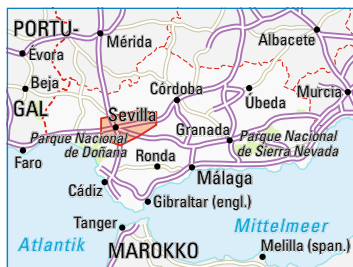 PORTU-
Mérida
Albacete
Évora
Beja
Córdoba
Úbeda
Murcia
GAL
Sevilla
Granada
Parque Nacional
de Doñana
Parque Nacional
de Sierra Nevada
Faro
Ronda
Málaga
Cádiz
Gibraltar (engl.)
Tanger
Mittelmeer
Atlantik
MAROKKO
Melilla (span.)